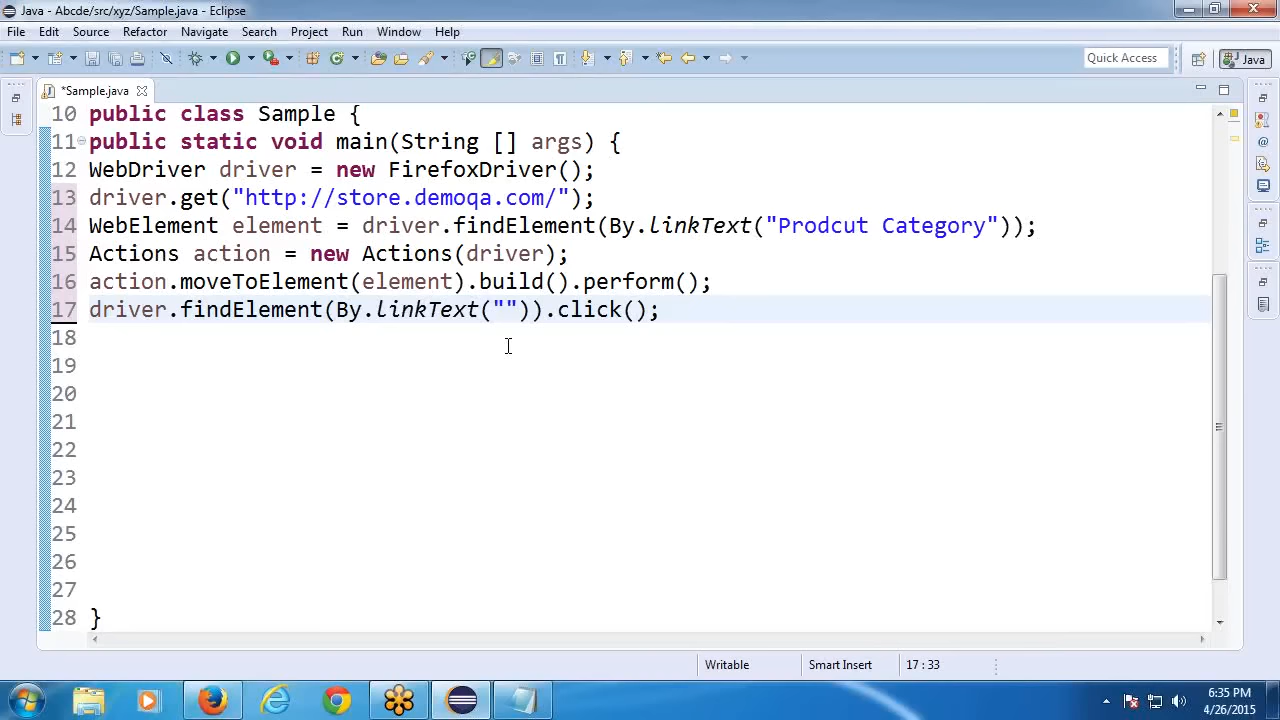 Java - Abcde/src/xyz/Sample.java - Eclipse
File Edit Source Refactor Navigate Search Project Run Window Help
Quick Access
Java
*Sample.java
10 public class Sample {
11 public static void main(String [] args) {
12 WebDriver driver = new FirefoxDriver();
13 driver.get("http://store.demoqa.com/");
14 WebElement element = driver.findElement(By.linkText("Prodcut Category"));
15 Actions action = new Actions(driver);
16 action.moveToElement(element).build().perform();
17 driver.findElement(By.linkText("")).click();
18
19
20
21
22
23
24
25
26
27
28 }
Writable Smart Insert 17 : 33
6:35 PM
4/26/2015